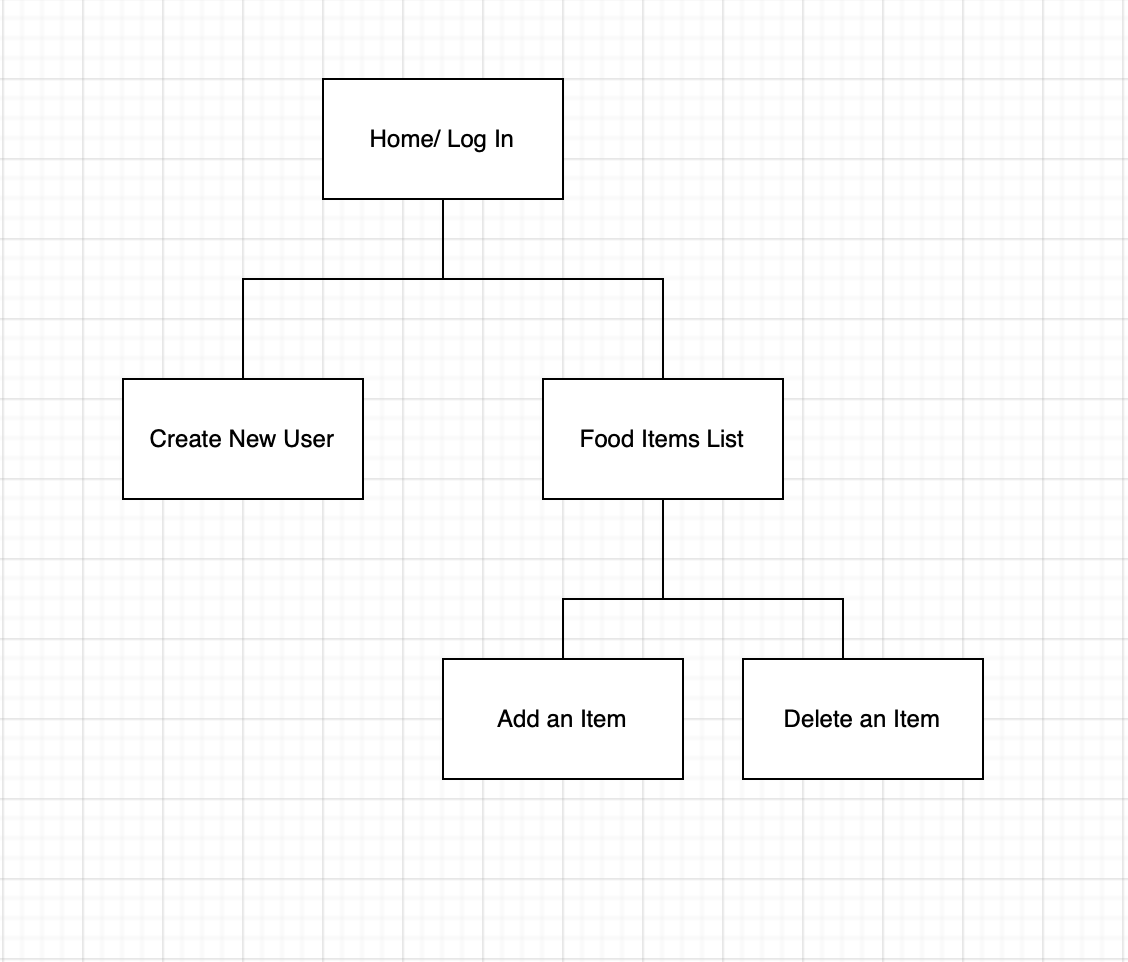 Home/ Log In
Create New User
Food Items List
Add an Item
Delete an Item